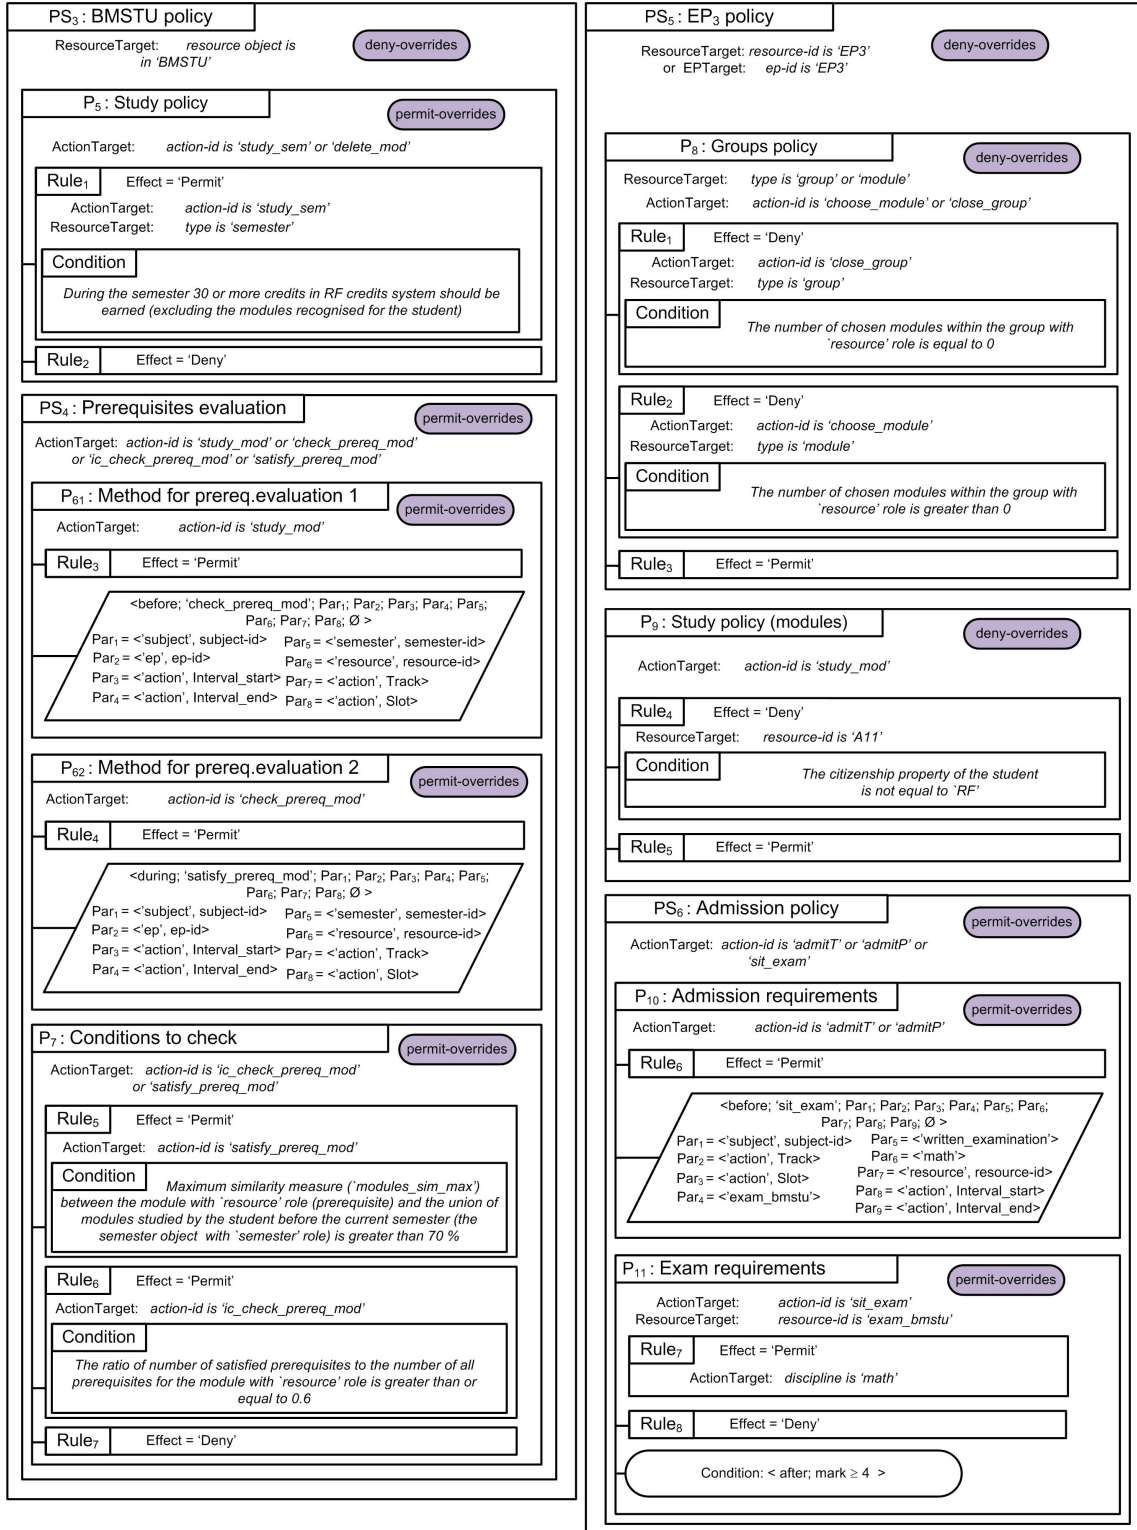 PS₃ : BMSTU policy
ResourceTarget: resource object is
in ‘BMSTU’
deny-overrides
P₅ : Study policy
permit-overrides
ActionTarget: action-id is ‘study_sem’ or ‘delete_mod’
Rule₁ Effect = ‘Permit’
ActionTarget: action-id is ‘study_sem’
ResourceTarget: type is ‘semester’
Condition
During the semester 30 or more credits in RF credits system should be
earned (excluding the modules recognised for the student)
Rule₂ Effect = ‘Deny’
PS₄ : Prerequisites evaluation
permit-overrides
ActionTarget: action-id is ‘study_mod’ or ‘check_prereq_mod’
or ‘ic_check_prereq_mod’ or ‘satisfy_prereq_mod’
P₆₁ : Method for prereq.evaluation 1
permit-overrides
ActionTarget: action-id is ‘study_mod’
Rule₃ Effect = ‘Permit’
<before; ‘check_prereq_mod’; Par₁; Par₂; Par₃; Par₄; Par₅;
Par₆; Par₇; Par₈; Ø >
Par₁ = <’subject’, subject-id> Par₅ = <’semester’, semester-id>
Par₂ = <’ep’, ep-id> Par₆ = <’resource’, resource-id>
Par₃ = <’action’, Interval_start> Par₇ = <’action’, Track>
Par₄ = <’action’, Interval_end> Par₈ = <’action’, Slot>
P₆₂ : Method for prereq.evaluation 2
permit-overrides
ActionTarget: action-id is ‘check_prereq_mod’
Rule₄ Effect = ‘Permit’
<during; ‘satisfy_prereq_mod’; Par₁; Par₂; Par₃; Par₄; Par₅;
Par₆; Par₇; Par₈; Ø >
Par₁ = <’subject’, subject-id> Par₅ = <’semester’, semester-id>
Par₂ = <’ep’, ep-id> Par₆ = <’resource’, resource-id>
Par₃ = <’action’, Interval_start> Par₇ = <’action’, Track>
Par₄ = <’action’, Interval_end> Par₈ = <’action’, Slot>
P₇ : Conditions to check
permit-overrides
ActionTarget: action-id is ‘ic_check_prereq_mod’
or ‘satisfy_prereq_mod’
Rule₅ Effect = ‘Permit’
ActionTarget: action-id is ‘satisfy_prereq_mod’
Condition
Maximum similarity measure (`modules_sim_max’)
between the module with `resource’ role (prerequisite) and the union of
modules studied by the student before the current semester (the
semester object with `semester’ role) is greater than 70 %
Rule₆ Effect = ‘Permit’
ActionTarget: action-id is ‘ic_check_prereq_mod’
Condition
The ratio of number of satisfied prerequisites to the number of all
prerequisites for the module with `resource’ role is greater than or
equal to 0.6
Rule₇ Effect = ‘Deny’
PS₅ : EP₃ policy
ResourceTarget: resource-id is ‘EP3’
or EPTarget: ep-id is ‘EP3’
deny-overrides
P₈ : Groups policy
deny-overrides
ResourceTarget: type is ‘group’ or ‘module’
ActionTarget: action-id is ‘choose_module’ or ‘close_group’
Rule₁ Effect = ‘Deny’
ActionTarget: action-id is ‘close_group’
ResourceTarget: type is ‘group’
Condition
The number of chosen modules within the group with
`resource’ role is equal to 0
Rule₂ Effect = ‘Deny’
ActionTarget: action-id is ‘choose_module’
ResourceTarget: type is ‘module’
Condition
The number of chosen modules within the group with
`resource’ role is greater than 0
Rule₃ Effect = ‘Permit’
P₉ : Study policy (modules)
deny-overrides
ActionTarget: action-id is ‘study_mod’
Rule₄ Effect = ‘Deny’
ResourceTarget: resource-id is ‘A11’
Condition
The citizenship property of the student
is not equal to `RF’
Rule₅ Effect = ‘Permit’
PS₆ : Admission policy
permit-overrides
ActionTarget: action-id is ‘admitT’ or ‘admitP’ or
‘sit_exam’
P₁₀ : Admission requirements
permit-overrides
ActionTarget: action-id is ‘admitT’ or ‘admitP’
Rule₆ Effect = ‘Permit’
<before; ‘sit_exam’; Par₁; Par₂; Par₃; Par₄; Par₅; Par₆;
Par₇; Par₈; Par₉; Ø >
Par₁ = <’subject’, subject-id> Par₅ = <’written_examination’>
Par₂ = <’action’, Track> Par₆ = <’math’>
Par₃ = <’action’, Slot> Par₇ = <’resource’, resource-id>
Par₄ = <’exam_bmstu’> Par₈ = <’action’, Interval_start>
Par₉ = <’action’, Interval_end>
P₁₁ : Exam requirements
permit-overrides
ActionTarget: action-id is ‘sit_exam’
ResourceTarget: resource-id is ‘exam_bmstu’
Rule₇ Effect = ‘Permit’
ActionTarget: discipline is ‘math’
Rule₈ Effect = ‘Deny’
Condition: < after; mark ≥ 4 >